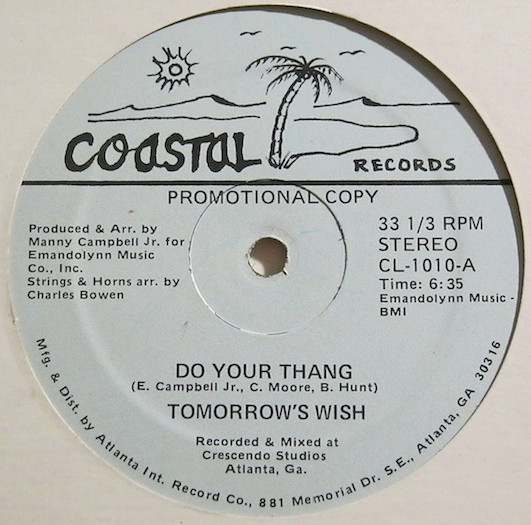 COASTAL
RECORDS
PROMOTIONAL COPY
Produced & Arr. by
Manny Campbell Jr. for
Emandolynn Music
Co., Inc.
Strings & Horns arr. by
Charles Bowen
33 1/3 RPM
STEREO
CL-1010-A
Time: 6:35
Emandolynn Music -
BMI
DO YOUR THANG
(E. Campbell Jr., C. Moore, B. Hunt)
TOMORROW'S WISH
Recorded & Mixed at
Crescendo Studios
Atlanta, Ga.
Mfg. & Dist. by Atlanta Int. Record Co., 881 Memorial Dr. S.E., Atlanta, GA 30316